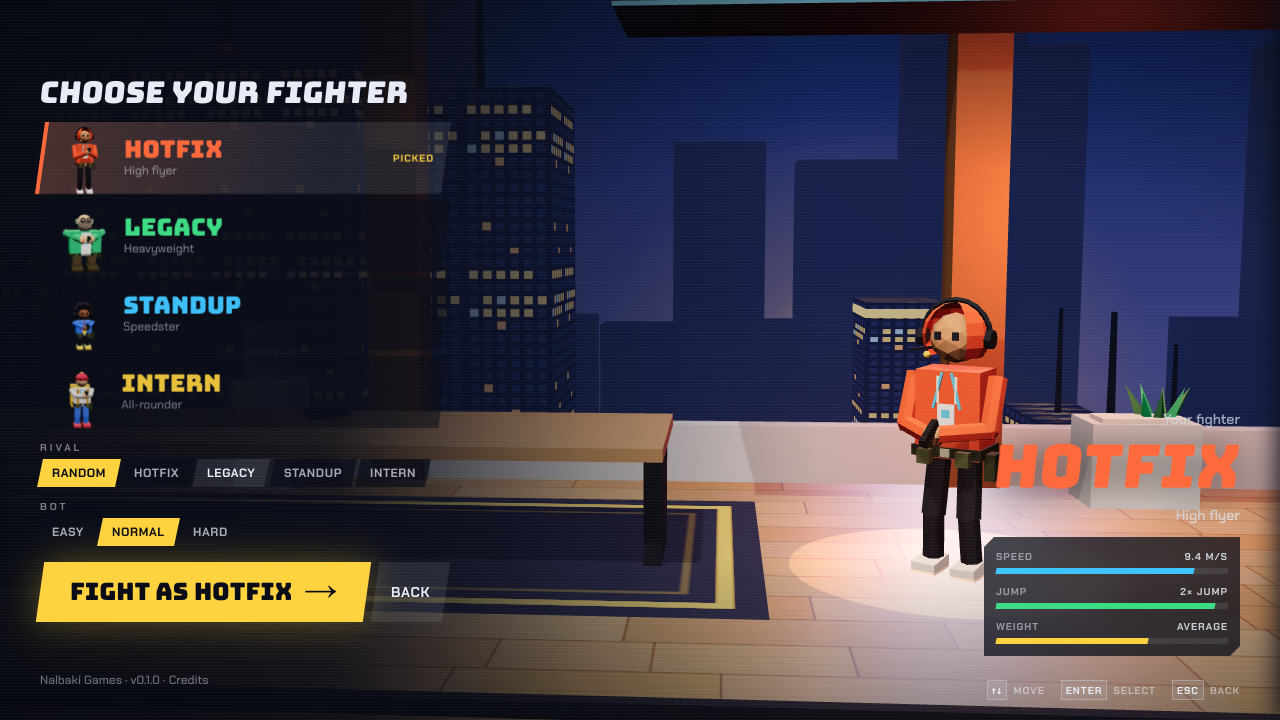 CHOOSE YOUR FIGHTER
HOTFIX
High flyer
PICKED
LEGACY
Heavyweight
STANDUP
Speedster
INTERN
All-rounder
RIVAL
RANDOM HOTFIX LEGACY STANDUP INTERN
BOT
EASY NORMAL HARD
FIGHT AS HOTFIX → BACK
Nalbaki Games · v0.1.0 · Credits
Your fighter
HOTFIX
High flyer
SPEED 9.4 M/S
JUMP 2× JUMP
WEIGHT AVERAGE
↑↓ MOVE ENTER SELECT ESC BACK